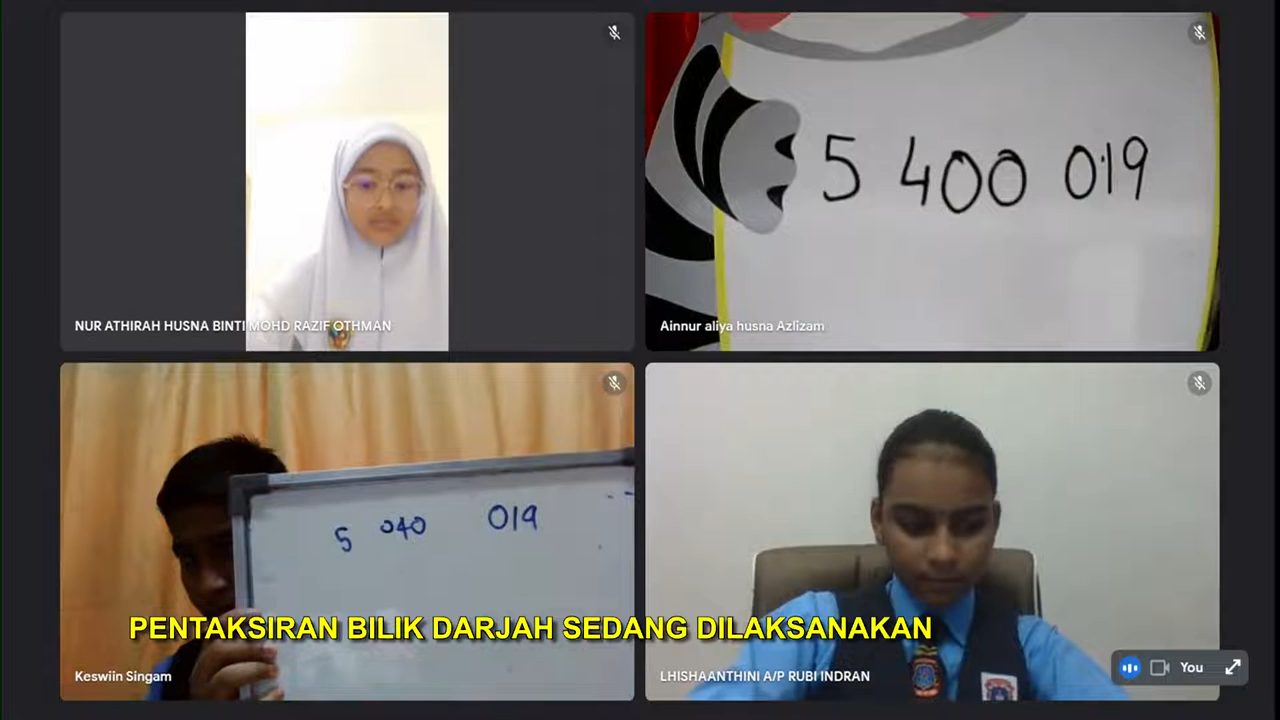 NUR ATHIRAH HUSNA BINTI MOHD RAZIF OTHMAN
5 400 019
Ainnur aliya husna Azlizam
5 040 019
PENTAKSIRAN BILIK DARJAH SEDANG DILAKSANAKAN
Keswiin Singam
LHISHAANTHINI A/P RUBI INDRAN
You